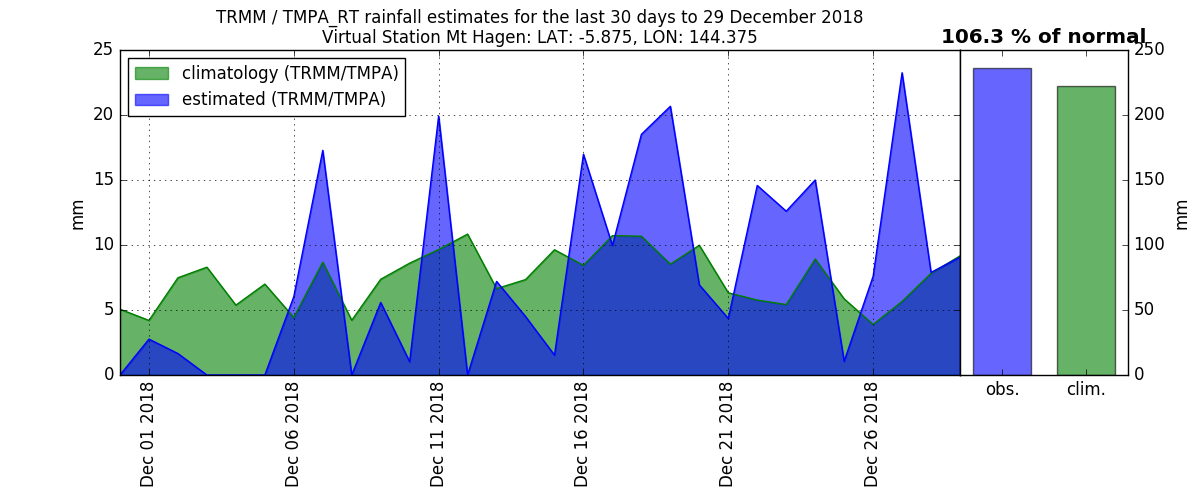 TRMM / TMPA_RT rainfall estimates for the last 30 days to 29 December 2018
Virtual Station Mt Hagen: LAT: -5.875, LON: 144.375
106.3 % of normal
climatology (TRMM/TMPA)
estimated (TRMM/TMPA)
25
20
15
10
5
0
mm
Dec 01 2018
Dec 06 2018
Dec 11 2018
Dec 16 2018
Dec 21 2018
Dec 26 2018
250
200
150
100
50
0
mm
obs.
clim.